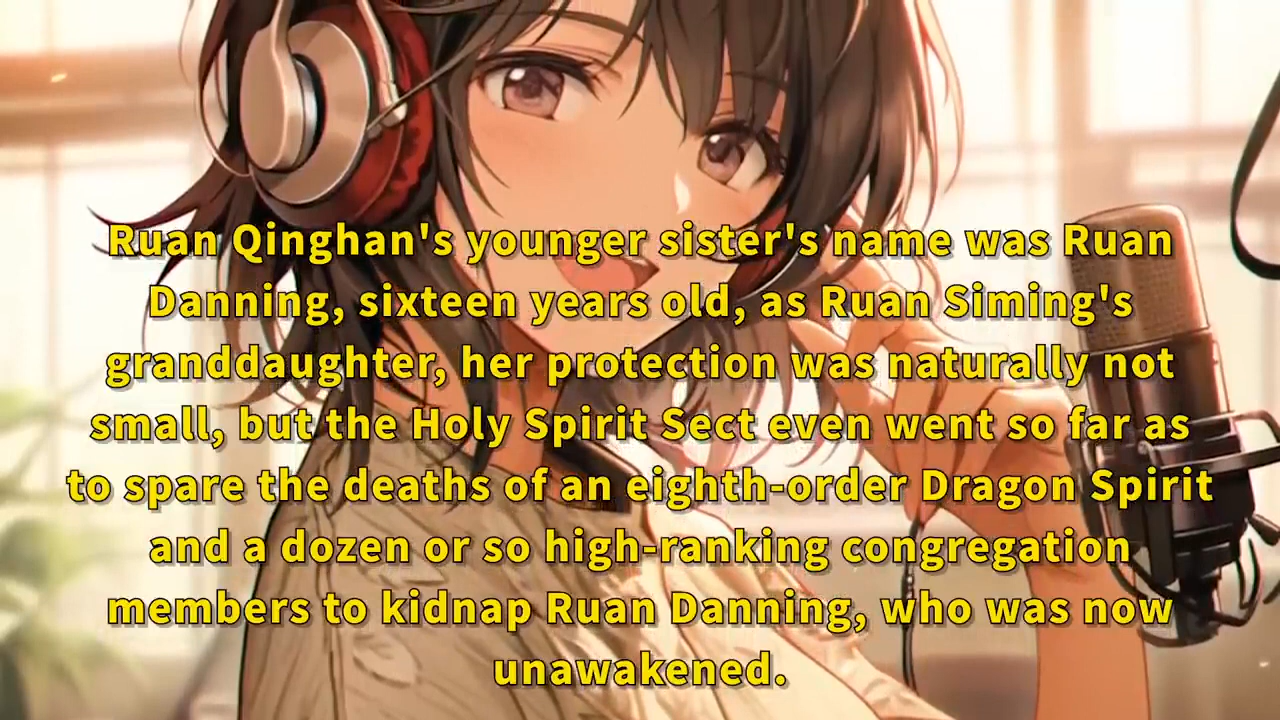 Ruan Qinghan's younger sister's name was Ruan
Danning, sixteen years old, as Ruan Siming's
granddaughter, her protection was naturally not
small, but the Holy Spirit Sect even went so far as
to spare the deaths of an eighth-order Dragon Spirit
and a dozen or so high-ranking congregation
members to kidnap Ruan Danning, who was now
unawakened.